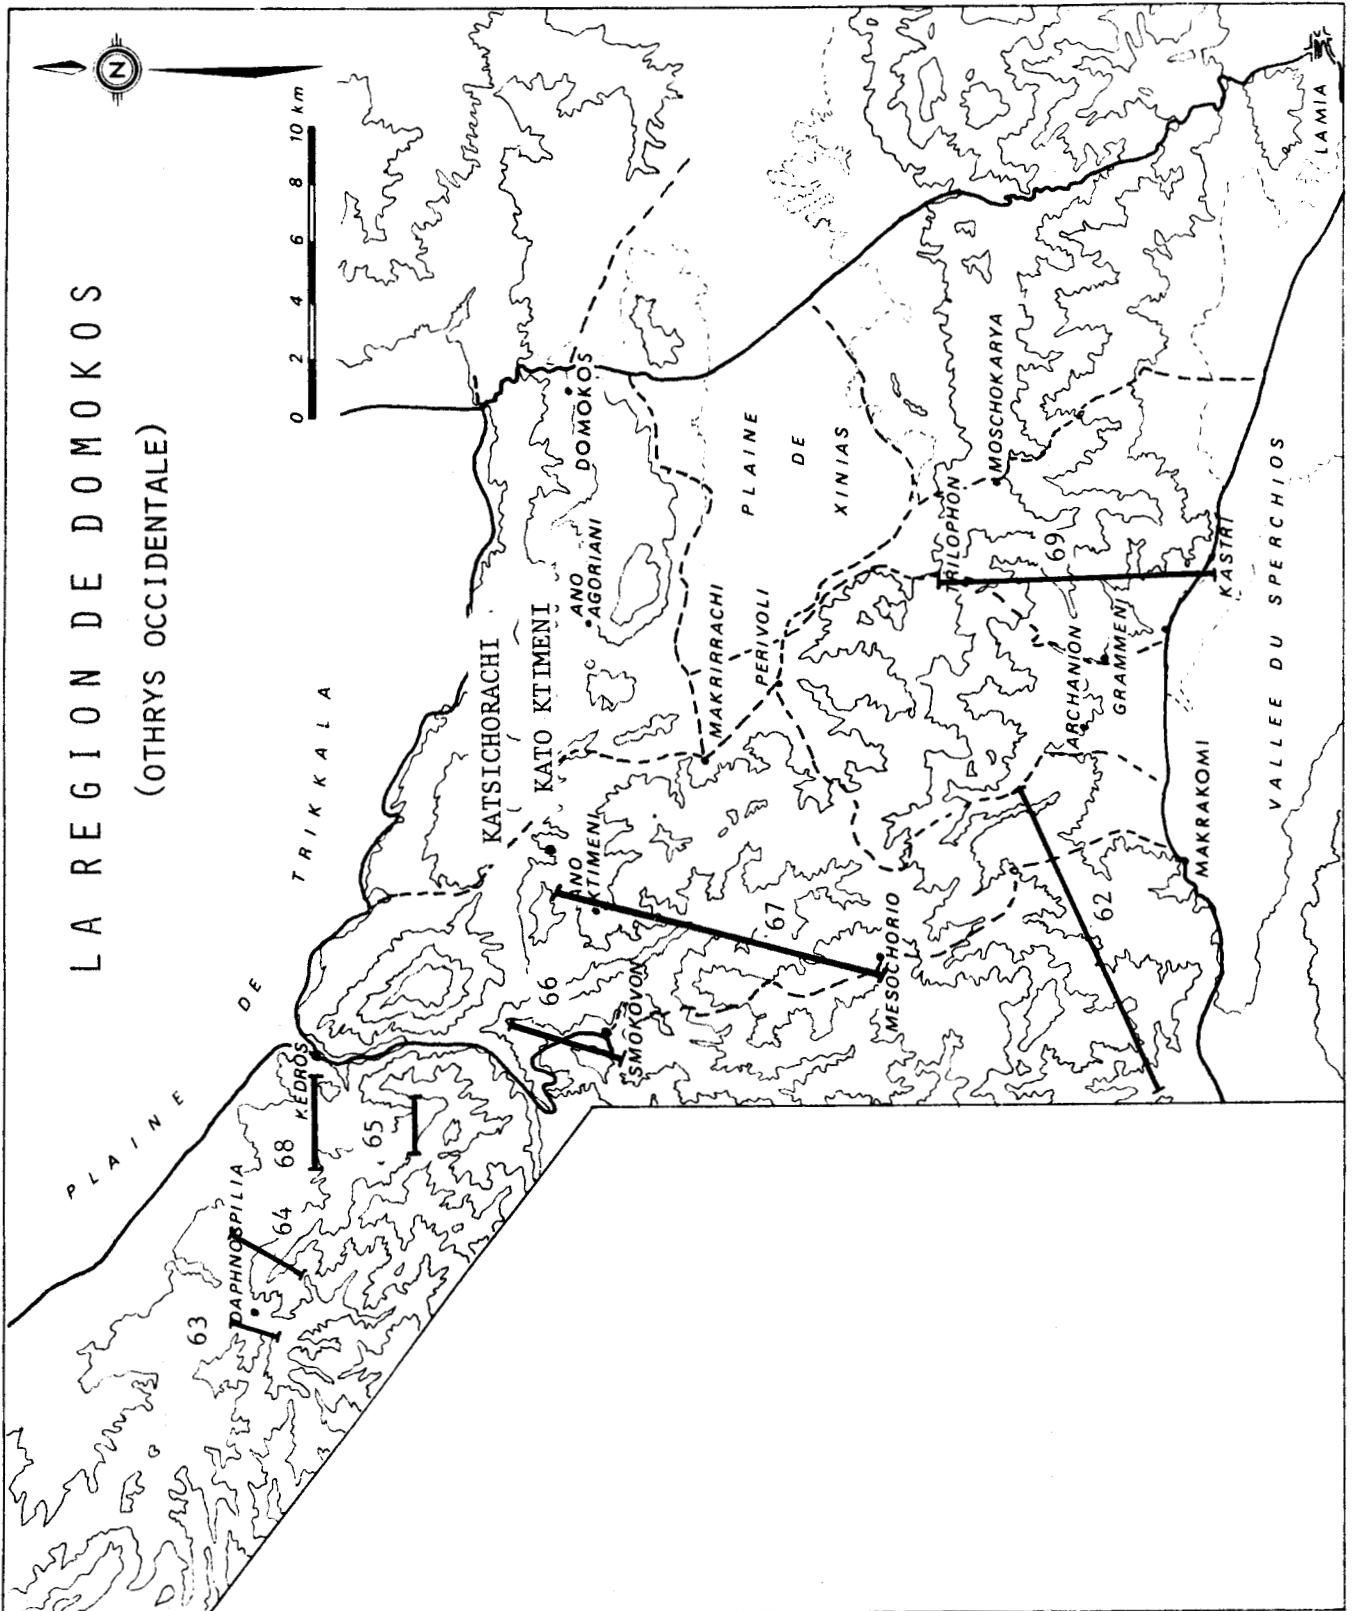 LA REGION DE DOMOKOS
(OTHRYS OCCIDENTALE)
N
0 2 4 6 8 10 km
PLAINE DE TRIKKALA
KEDROS
68
65
DAPHNOSPILIA
64
63
KATSICHORACHI
KATO KTIMENI
ANO
KTIMENI
ANO
AGORIANI
DOMOKOS
66
SMOKOVON
67
MESOCHORIO
MAKRIRRACHI
PERIVOLI
PLAINE
DE
XINIAS
TRILOPHON
MOSCHOKARYA
69
ARCHANION
GRAMMENI
KASTRI
62
MAKRAKOMI
VALLEE DU SPERCHIOS
LAMIA